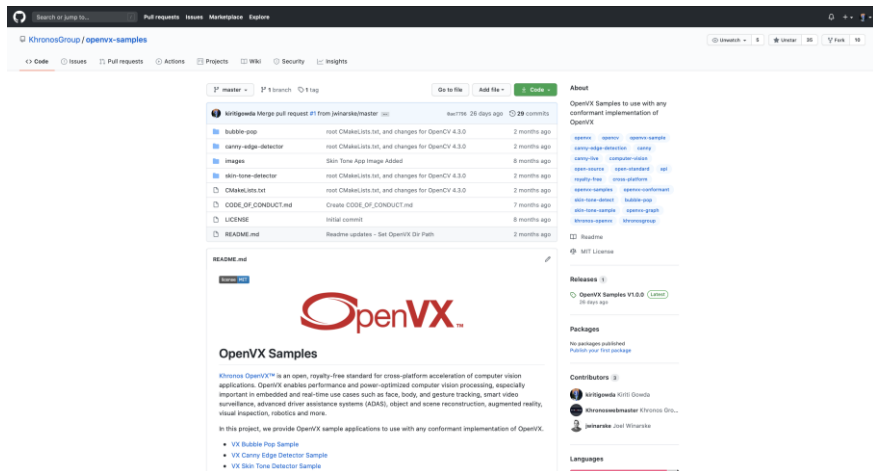 Search or jump to...
Pull requests Issues Marketplace Explore
KhronosGroup / openvx-samples
Unwatch 5 Unstar 35 Fork 10
Code Issues Pull requests Actions Projects Wiki Security Insights
master 1 branch 1 tag Go to file Add file Code
kiritigowda Merge pull request #1 from jwinarske/master 26 days ago 29 commits
bubble-pop root CMakeLists.txt, and changes for OpenCV 4.3.0 2 months ago
canny-edge-detector root CMakeLists.txt, and changes for OpenCV 4.3.0 2 months ago
images Skin Tone App Image Added 8 months ago
skin-tone-detector root CMakeLists.txt, and changes for OpenCV 4.3.0 2 months ago
CMakeLists.txt root CMakeLists.txt, and changes for OpenCV 4.3.0 2 months ago
CODE_OF_CONDUCT.md Create CODE_OF_CONDUCT.md 7 months ago
LICENSE Initial commit 8 months ago
README.md Readme updates - Set OpenVX Dir Path 2 months ago
README.md
license MIT
OpenVX™
OpenVX Samples
Khronos OpenVX™ is an open, royalty-free standard for cross-platform acceleration of computer vision
applications. OpenVX enables performance and power-optimized computer vision processing, especially
important in embedded and real-time use cases such as face, body, and gesture tracking, smart video
surveillance, advanced driver assistance systems (ADAS), object and scene reconstruction, augmented reality,
visual inspection, robotics and more.
In this project, we provide OpenVX sample applications to use with any conformant implementation of OpenVX.
VX Bubble Pop Sample
VX Canny Edge Detector Sample
VX Skin Tone Detector Sample
About
OpenVX Samples to use with any
conformant implementation of
OpenVX
openvx opencv openvx-sample
canny-edge-detection canny
canny-live computer-vision
open-source open-standard api
royalty-free cross-platform
openvx-samples openvx-conformant
skin-tone-detect bubble-pop
skin-tone-sample openvx-graph
khronos-openvx khronosgroup
Readme
MIT License
Releases 1
OpenVX Samples V1.0.0 Latest
26 days ago
Packages
No packages published
Publish your first package
Contributors 3
kiritigowda Kiriti Gowda
Khronoswebmaster Khronos Gro...
jwinarske Joel Winarske
Languages